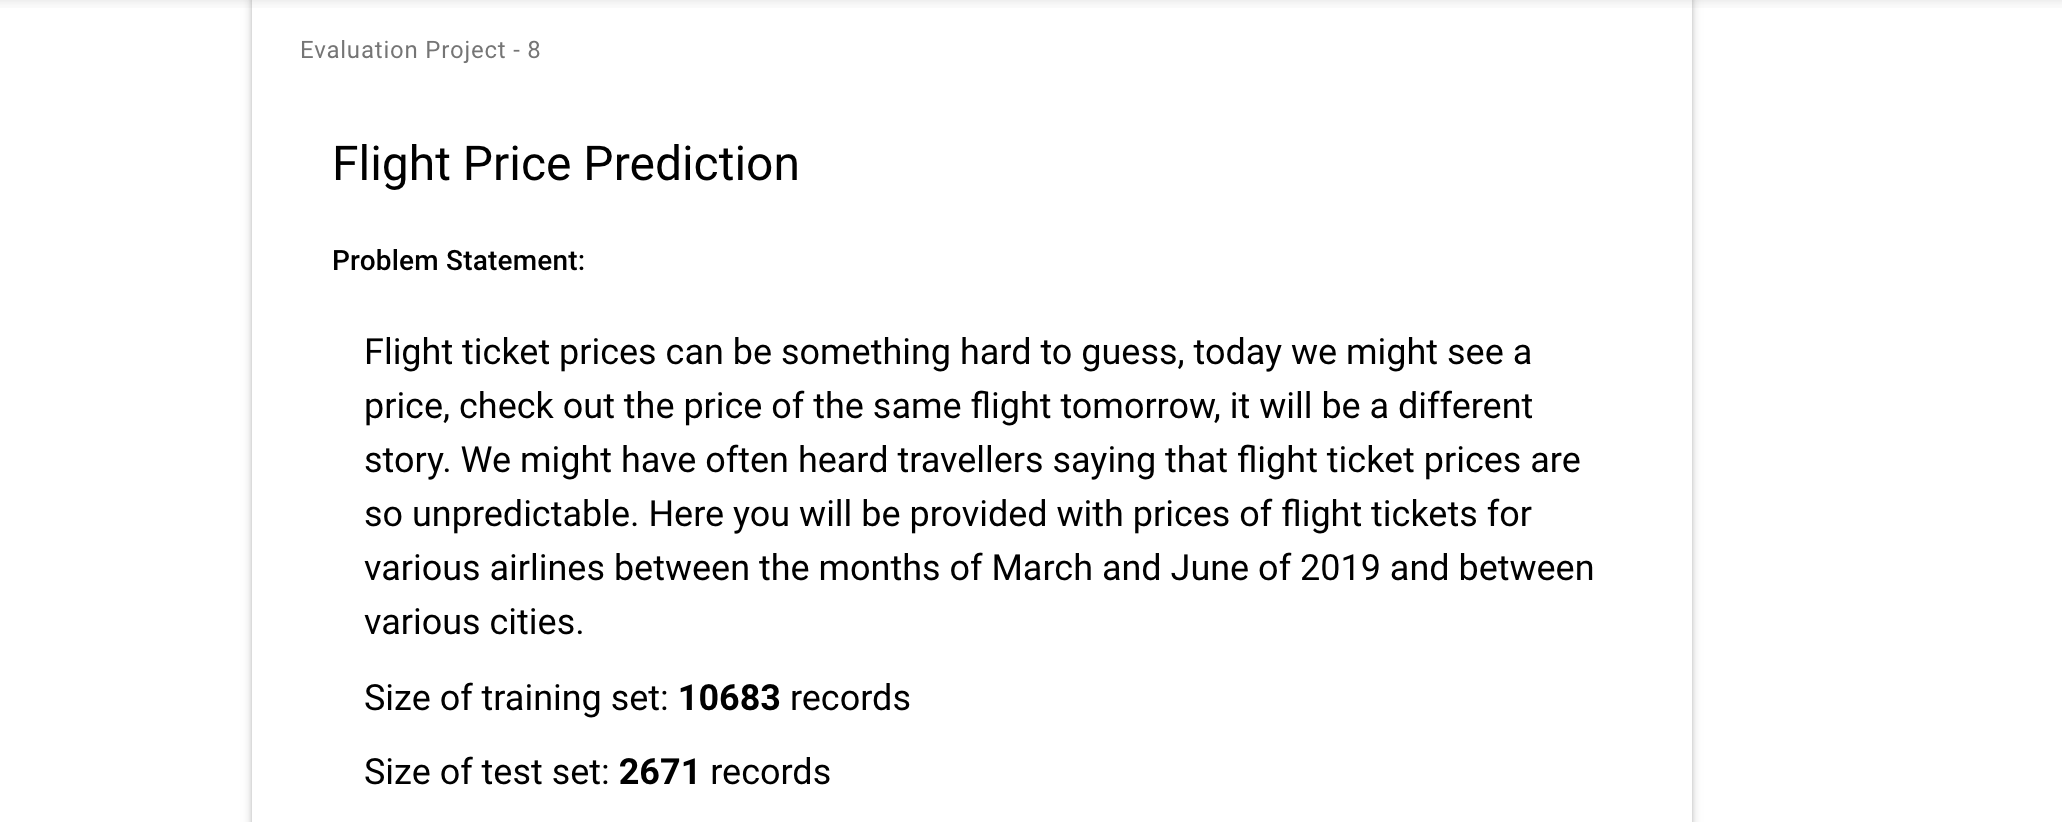 Evaluation Project - 8
Flight Price Prediction
Problem Statement:
Flight ticket prices can be something hard to guess, today we might see a
price, check out the price of the same flight tomorrow, it will be a different
story. We might have often heard travellers saying that flight ticket prices are
so unpredictable. Here you will be provided with prices of flight tickets for
various airlines between the months of March and June of 2019 and between
various cities.
Size of training set: 10683 records
Size of test set: 2671 records